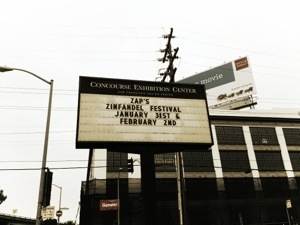 CONCOURSE EXHIBITION CENTER
ZAP'S
ZINFANDEL FESTIVAL
JANUARY 31ST &
FEBRUARY 2ND
movie.